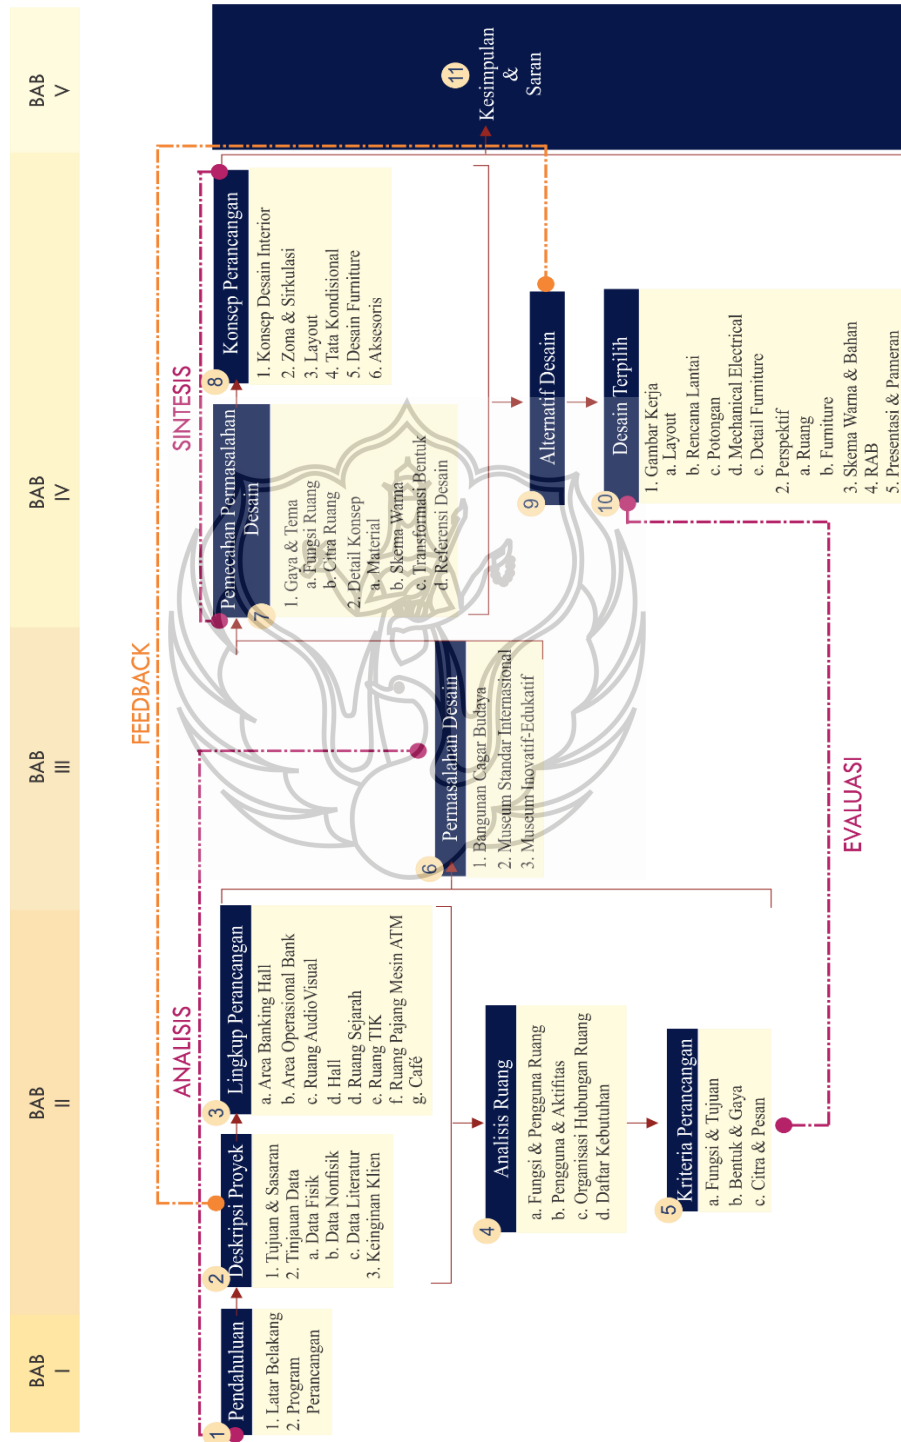 BAB
I
BAB
II
BAB
III
BAB
IV
BAB
V
FEEDBACK
ANALISIS
SINTESIS
EVALUASI
1
Pendahuluan
1. Latar Belakang
2. Program
Perancangan
2
Deskripsi Proyek
1. Tujuan & Sasaran
2. Tinjauan Data
a. Data Fisik
b. Data Nonfisik
c. Data Literatur
3. Keinginan Klien
3
Lingkup Perancangan
a. Area Banking Hall
b. Area Operasional Bank
c. Ruang AudioVisual
d. Hall
d. Ruang Sejarah
e. Ruang TIK
f. Ruang Pajang Mesin ATM
g. Café
4
Analisis Ruang
a. Fungsi & Pengguna Ruang
b. Pengguna & Aktifitas
c. Organisasi Hubungan Ruang
d. Daftar Kebutuhan
5
Kriteria Perancangan
a. Fungsi & Tujuan
b. Bentuk & Gaya
c. Citra & Pesan
6
Permasalahan Desain
1. Bangunan Cagar Budaya
2. Museum Standar Internasional
3. Museum Inovatif-Edukatif
7
Pemecahan Permasalahan
Desain
1. Gaya & Tema
a. Fungsi Ruang
b. Citra Ruang
2. Detail Konsep
a. Material
b. Skema Warna
c. Transformasi Bentuk
d. Referensi Desain
8
Konsep Perancangan
1. Konsep Desain Interior
2. Zona & Sirkulasi
3. Layout
4. Tata Kondisional
5. Desain Furniture
6. Aksesoris
9
Alternatif Desain
10
Desain Terpilih
1. Gambar Kerja
a. Layout
b. Rencana Lantai
c. Potongan
d. Mechanical Electrical
c. Detail Furniture
2. Perspektif
a. Ruang
b. Furniture
3. Skema Warna & Bahan
4. RAB
5. Presentasi & Pameran
11
Kesimpulan
&
Saran